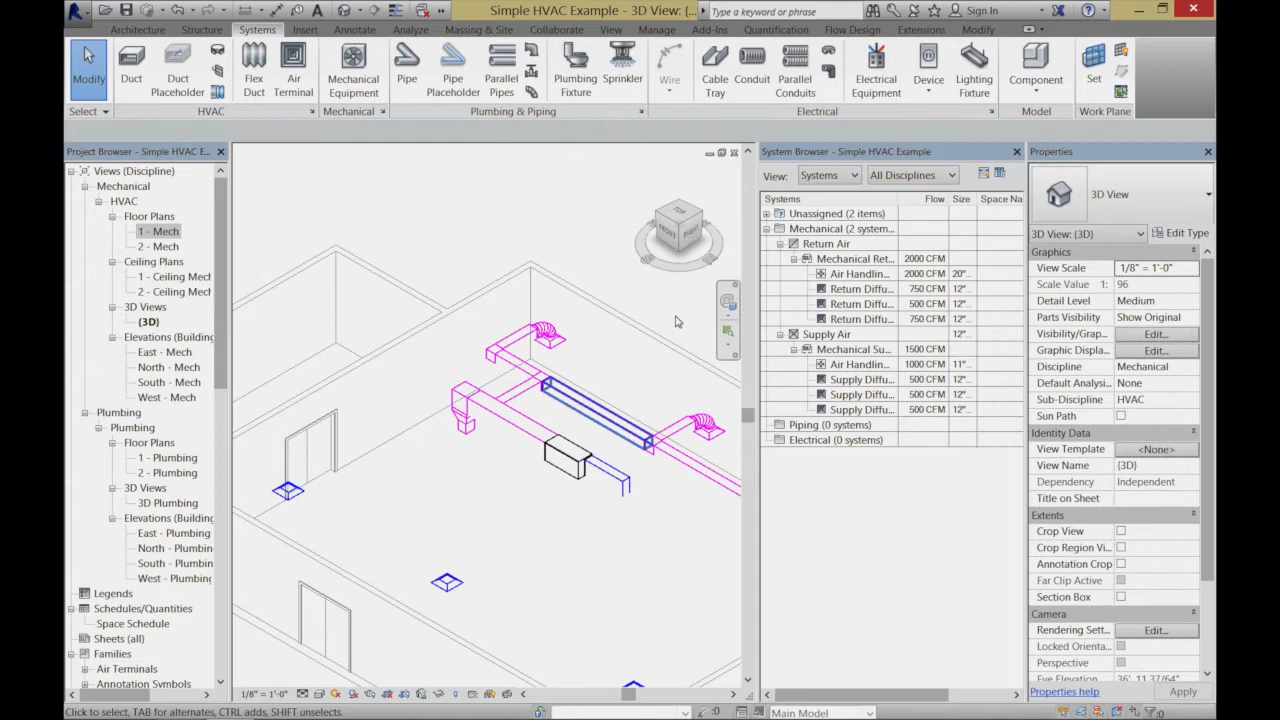 Simple HVAC Example - 3D View: {...
Type a keyword or phrase
Sign In
Architecture Structure Systems Insert Annotate Analyze Massing & Site Collaborate View Manage Add-Ins Quantification Flow Design Extensions Modify
Modify
Duct
Duct Placeholder
Flex Duct
Air Terminal
Mechanical Equipment
Pipe
Pipe Placeholder
Parallel Pipes
Plumbing Fixture
Sprinkler
Wire
Cable Tray
Conduit
Parallel Conduits
Electrical Equipment
Device
Lighting Fixture
Component
Set
Select HVAC Mechanical Plumbing & Piping Electrical Model Work Plane
Project Browser - Simple HVAC E...
Views (Discipline)
Mechanical
HVAC
Floor Plans
1 - Mech
2 - Mech
Ceiling Plans
1 - Ceiling Mech
2 - Ceiling Mech
3D Views
{3D}
Elevations (Building
East - Mech
North - Mech
South - Mech
West - Mech
Plumbing
Plumbing
Floor Plans
1 - Plumbing
2 - Plumbing
3D Views
3D Plumbing
Elevations (Building
East - Plumbing
North - Plumbing
South - Plumbing
West - Plumbing
Legends
Schedules/Quantities
Space Schedule
Sheets (all)
Families
Air Terminals
Annotation Symbols
TOP
FRONT
RIGHT
1/8" = 1'-0"
System Browser - Simple HVAC Example
View: Systems All Disciplines
Systems Flow Size Space Na
Unassigned (2 items)
Mechanical (2 system...
Return Air
Mechanical Ret... 2000 CFM
Air Handlin... 2000 CFM 20"...
Return Diffu... 750 CFM 12"...
Return Diffu... 500 CFM 12"...
Return Diffu... 750 CFM 12"...
Supply Air 12"...
Mechanical Su... 1500 CFM
Air Handlin... 1000 CFM 11"...
Supply Diffu... 500 CFM 12"...
Supply Diffu... 500 CFM 12"...
Supply Diffu... 500 CFM 12"...
Piping (0 systems)
Electrical (0 systems)
Properties
3D View
3D View: {3D} Edit Type
Graphics
View Scale 1/8" = 1'-0"
Scale Value 1: 96
Detail Level Medium
Parts Visibility Show Original
Visibility/Grap... Edit...
Graphic Displa... Edit...
Discipline Mechanical
Default Analysi... None
Sub-Discipline HVAC
Sun Path
Identity Data
View Template <None>
View Name {3D}
Dependency Independent
Title on Sheet
Extents
Crop View
Crop Region Vi...
Annotation Crop
Far Clip Active
Section Box
Camera
Rendering Sett... Edit...
Locked Orienta...
Perspective
Eye Elevation 36' 11 37/64"
Properties help Apply
Click to select, TAB for alternates, CTRL adds, SHIFT unselects.
:0
Main Model
:0